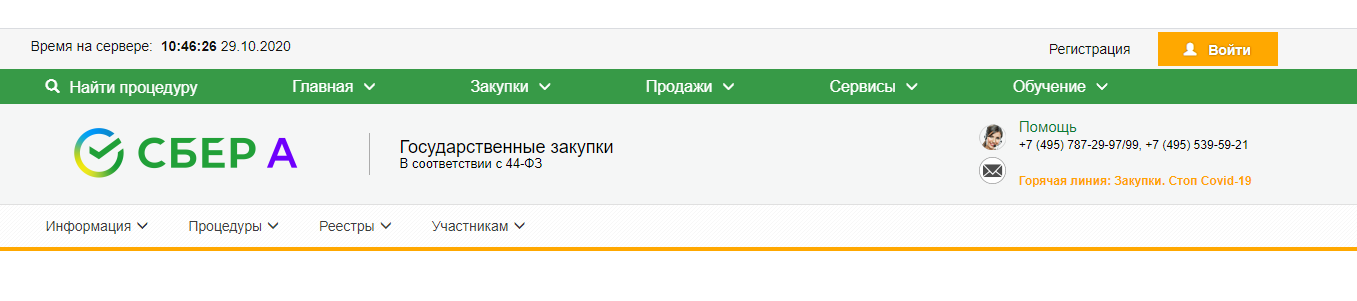 Время на сервере: 10:46:26 29.10.2020
Регистрация
Войти
Найти процедуру
Главная
Закупки
Продажи
Сервисы
Обучение
СБЕР А
Государственные закупки
В соответствии с 44-ФЗ
Помощь
+7 (495) 787-29-97/99, +7 (495) 539-59-21
Горячая линия: Закупки. Стоп Covid-19
Информация
Процедуры
Реестры
Участникам